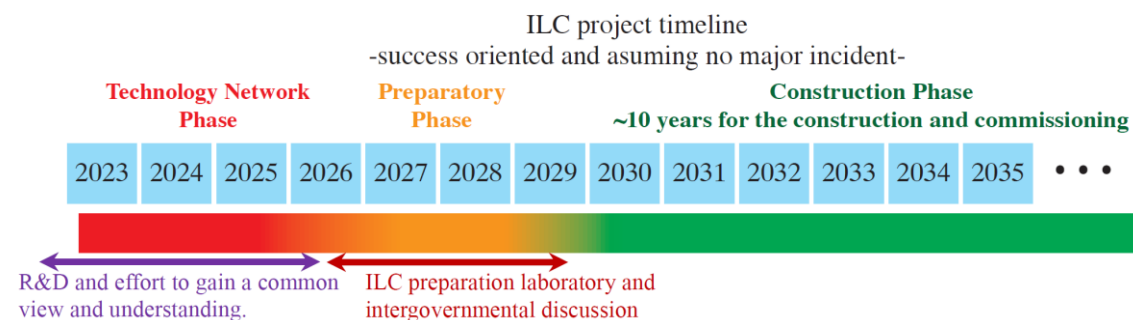 ILC project timeline
-success oriented and asuming no major incident-
Technology Network
Phase
Preparatory
Phase
Construction Phase
~10 years for the construction and commissioning
2023 2024 2025 2026 2027 2028 2029 2030 2031 2032 2033 2034 2035 • • •
R&D and effort to gain a common
view and understanding.
ILC preparation laboratory and
intergovernmental discussion